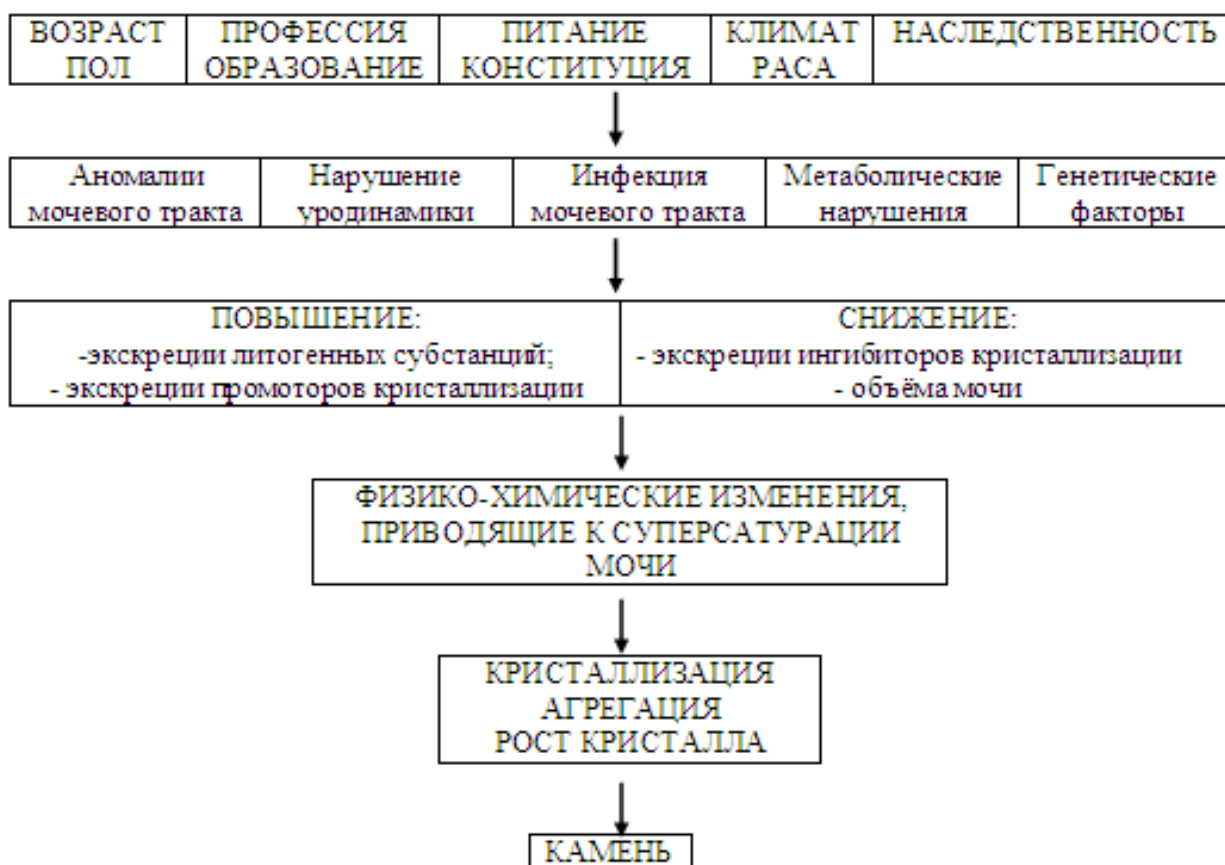 ВОЗРАСТ ПРОФЕССИЯ ПИТАНИЕ КЛИМАТ НАСЛЕДСТВЕННОСТЬ
ПОЛ ОБРАЗОВАНИЕ КОНСТИТУЦИЯ РАСА
Аномалии Нарушение Инфекция Метаболические Генетические
мочевого тракта уродинамики мочевого тракта нарушения факторы
ПОВЫШЕНИЕ: СНИЖЕНИЕ:
-экскреции литогенных субстанций; - экскреции ингибиторов кристаллизации
- экскреции промоторов кристаллизации - объёма мочи
ФИЗИКО-ХИМИЧЕСКИЕ ИЗМЕНЕНИЯ,
ПРИВОДЯЩИЕ К СУПЕРСАТУРАЦИИ
МОЧИ
КРИСТАЛЛИЗАЦИЯ
АГРЕГАЦИЯ
РОСТ КРИСТАЛЛА
КАМЕНЬ